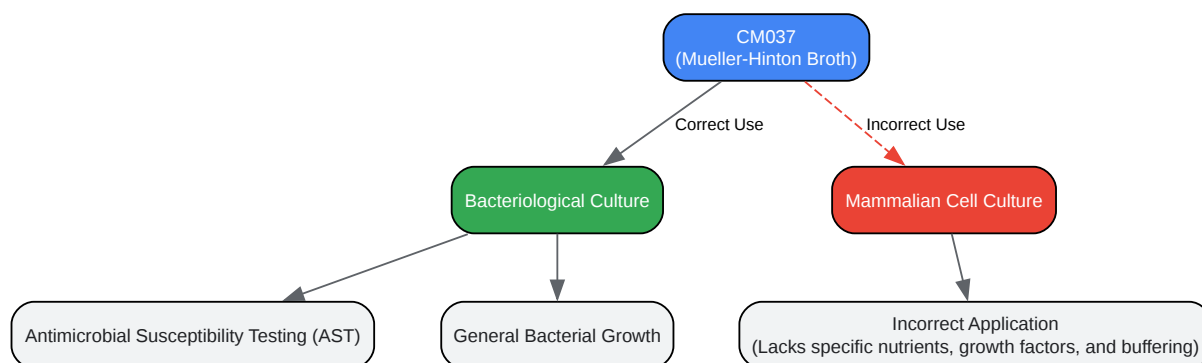 CM037
(Mueller-Hinton Broth)
Correct Use
Incorrect Use
Bacteriological Culture
Mammalian Cell Culture
Antimicrobial Susceptibility Testing (AST)
General Bacterial Growth
Incorrect Application
(Lacks specific nutrients, growth factors, and buffering)